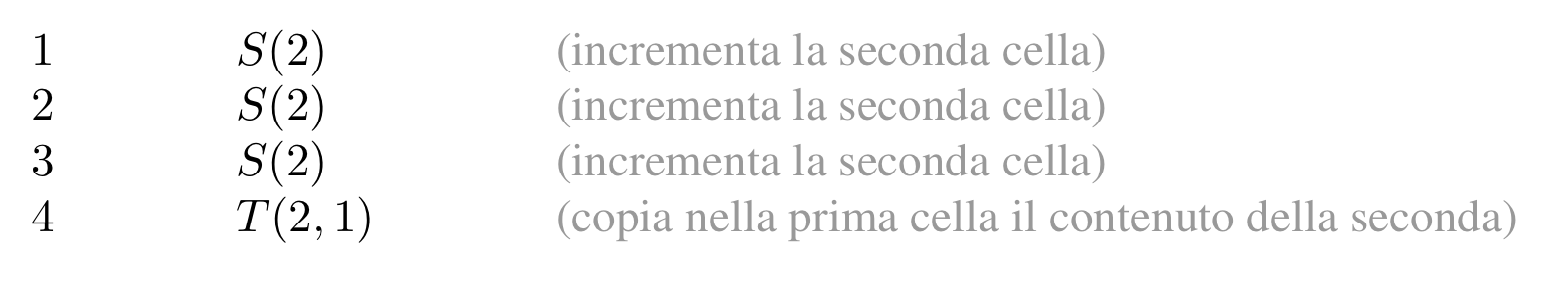 1 S(2) (incrementa la seconda cella)
2 S(2) (incrementa la seconda cella)
3 S(2) (incrementa la seconda cella)
4 T(2, 1) (copia nella prima cella il contenuto della seconda)